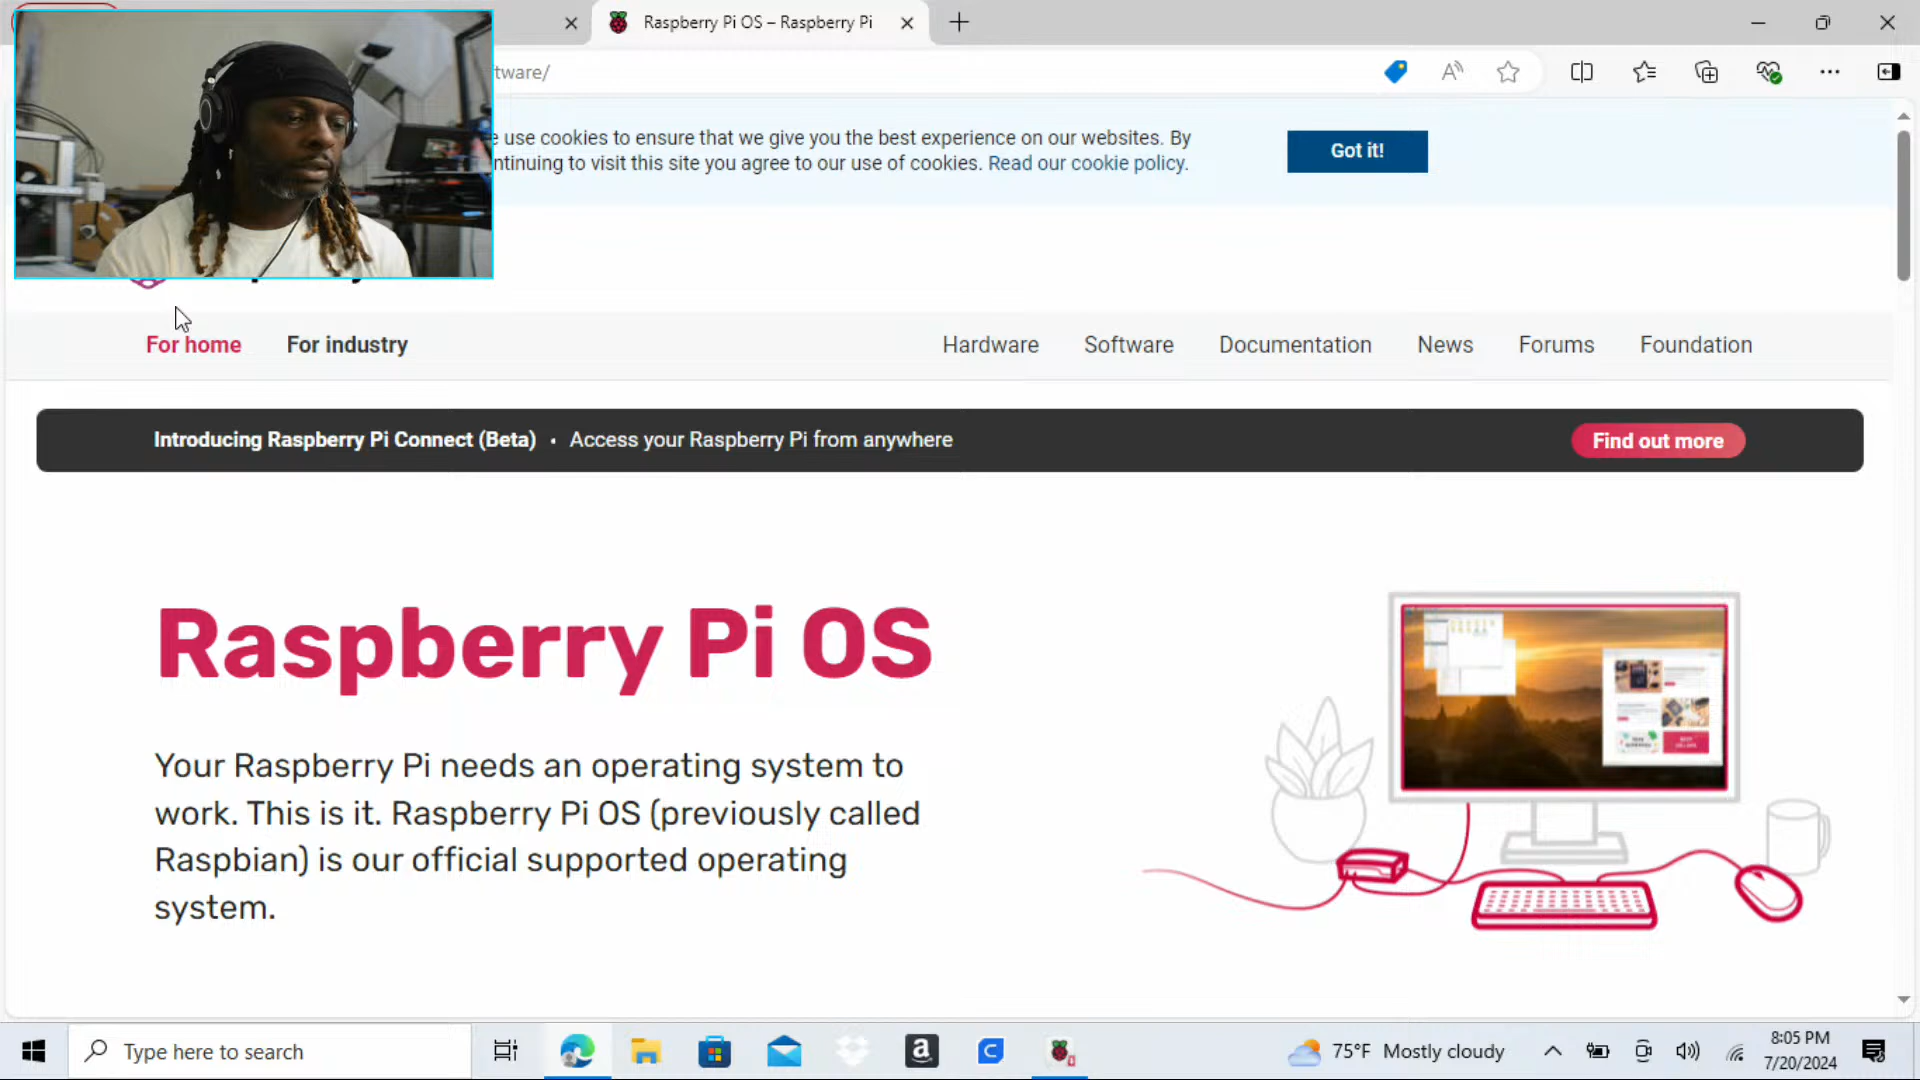 Raspberry Pi OS – Raspberry Pi
tware/
e use cookies to ensure that we give you the best experience on our websites. By
ntinuing to visit this site you agree to our use of cookies. Read our cookie policy.
Got it!
For home
For industry
Hardware
Software
Documentation
News
Forums
Foundation
Introducing Raspberry Pi Connect (Beta) • Access your Raspberry Pi from anywhere
Find out more
Raspberry Pi OS
Your Raspberry Pi needs an operating system to
work. This is it. Raspberry Pi OS (previously called
Raspbian) is our official supported operating
system.
Type here to search
75°F Mostly cloudy
8:05 PM
7/20/2024